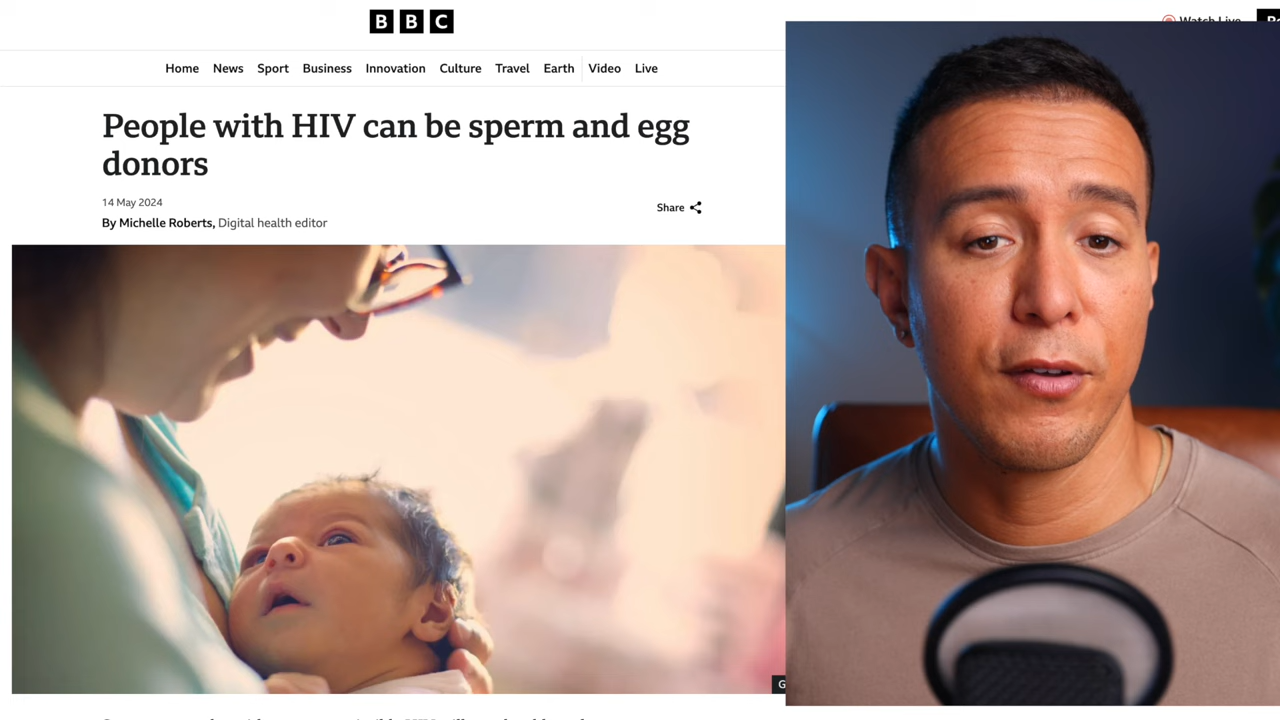 BBC
Watch Live
Home News Sport Business Innovation Culture Travel Earth Video Live
People with HIV can be sperm and egg
donors
14 May 2024
By Michelle Roberts, Digital health editor
Share
G